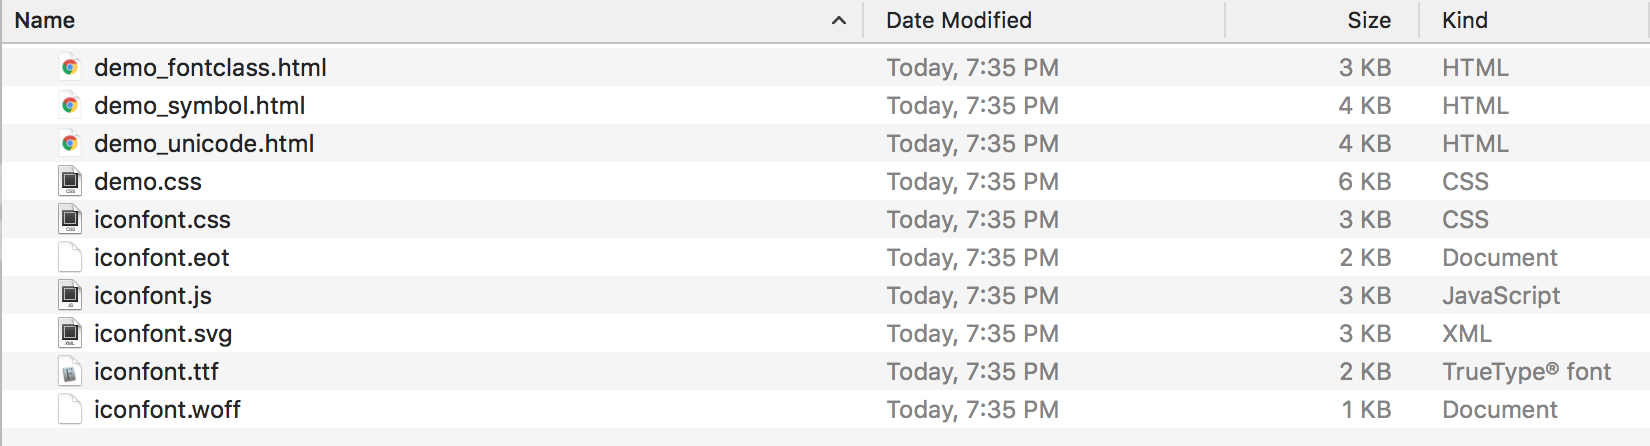 Name Date Modified Size Kind
demo_fontclass.html Today, 7:35 PM 3 KB HTML
demo_symbol.html Today, 7:35 PM 4 KB HTML
demo_unicode.html Today, 7:35 PM 4 KB HTML
CSS demo.css Today, 7:35 PM 6 KB CSS
CSS iconfont.css Today, 7:35 PM 3 KB CSS
iconfont.eot Today, 7:35 PM 2 KB Document
JS iconfont.js Today, 7:35 PM 3 KB JavaScript
XML iconfont.svg Today, 7:35 PM 3 KB XML
iconfont.ttf Today, 7:35 PM 2 KB TrueType® font
iconfont.woff Today, 7:35 PM 1 KB Document